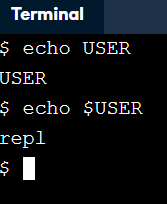 Terminal
$ echo USER
USER
$ echo $USER
repl
$